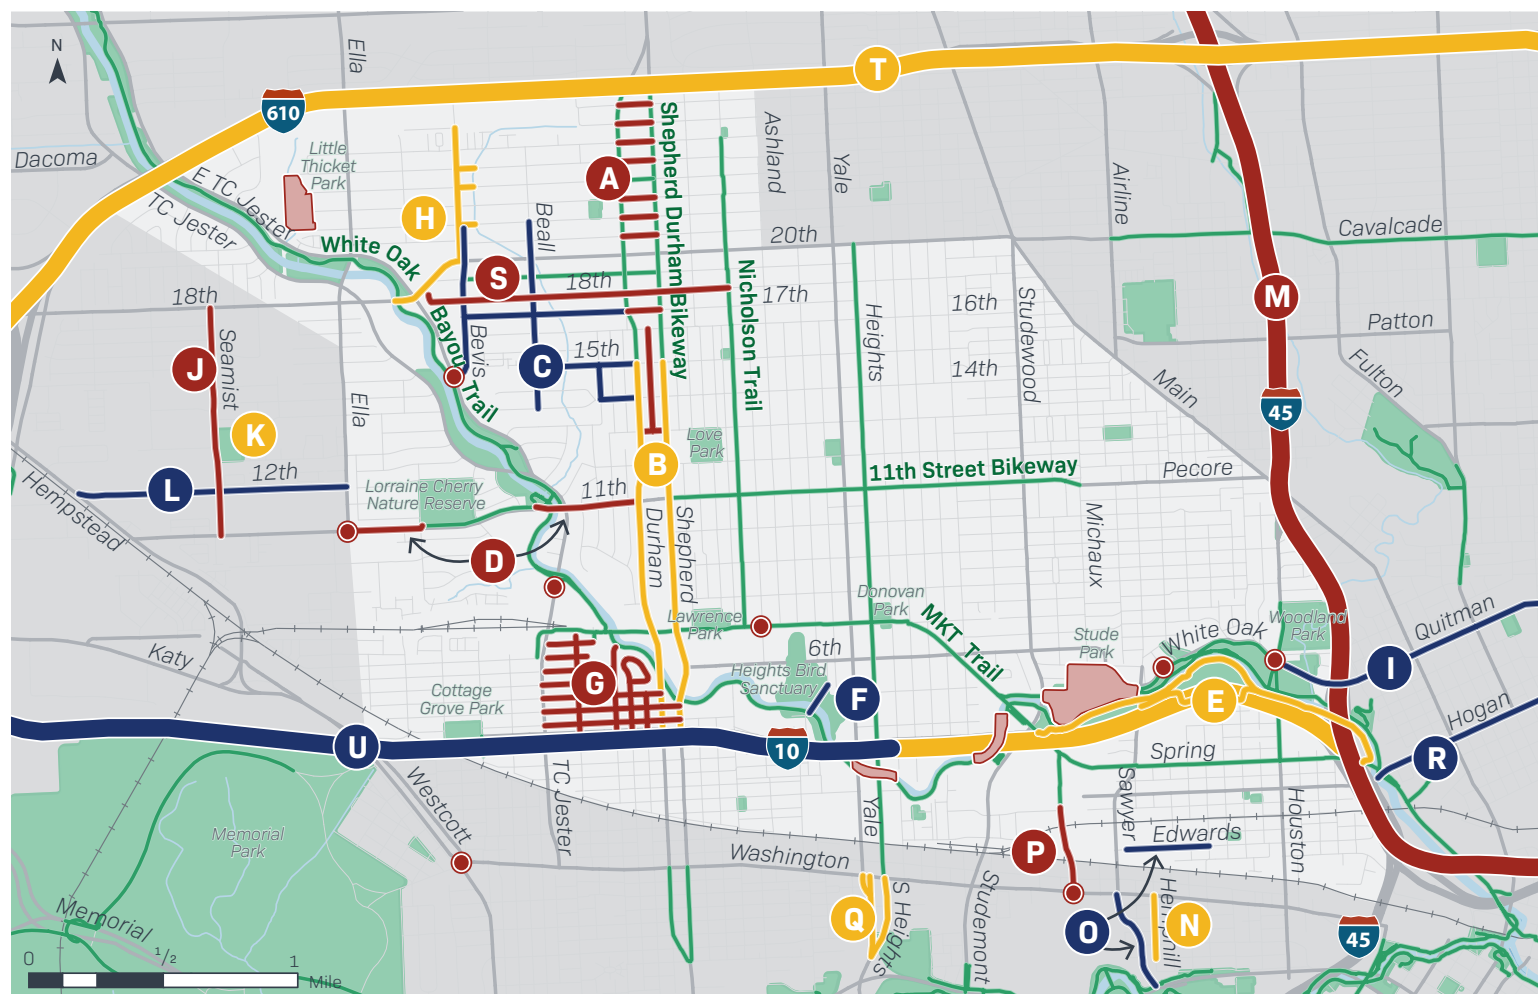 N
Ella
T
610
Little
Thicket
Park
Dacoma
E TC Jester
TC Jester
White Oak
Bayou
Trail
H
Beall
A
Shepherd Durham Bikeway
Ashland
Yale
Airline
20th
Cavalcade
S
18th
18th
17th
Nicholson Trail
Heights
16th
Studewood
M
Patton
J
Seamist
Bevis
C
15th
14th
Main
Fulton
45
Ella
K
Love
Park
B
L
12th
Lorraine Cherry
Nature Reserve
11th
11th Street Bikeway
Pecore
Hempstead
D
Durham
Shepherd
Michaux
Donovan
Park
Lawrence
Park
MKT Trail
Stude
Park
White Oak
Woodland
Park
Quitman
Katy
6th
Heights Bird
Sanctuary
G
F
E
I
Cottage
Grove Park
Hogan
U
10
Spring
R
Westcott
TC Jester
Yale
Sawyer
Houston
Memorial
Park
Washington
P
Edwards
Q
S Heights
Studemont
O
Hemphill
N
45
Memorial
0
1/2
1
Mile